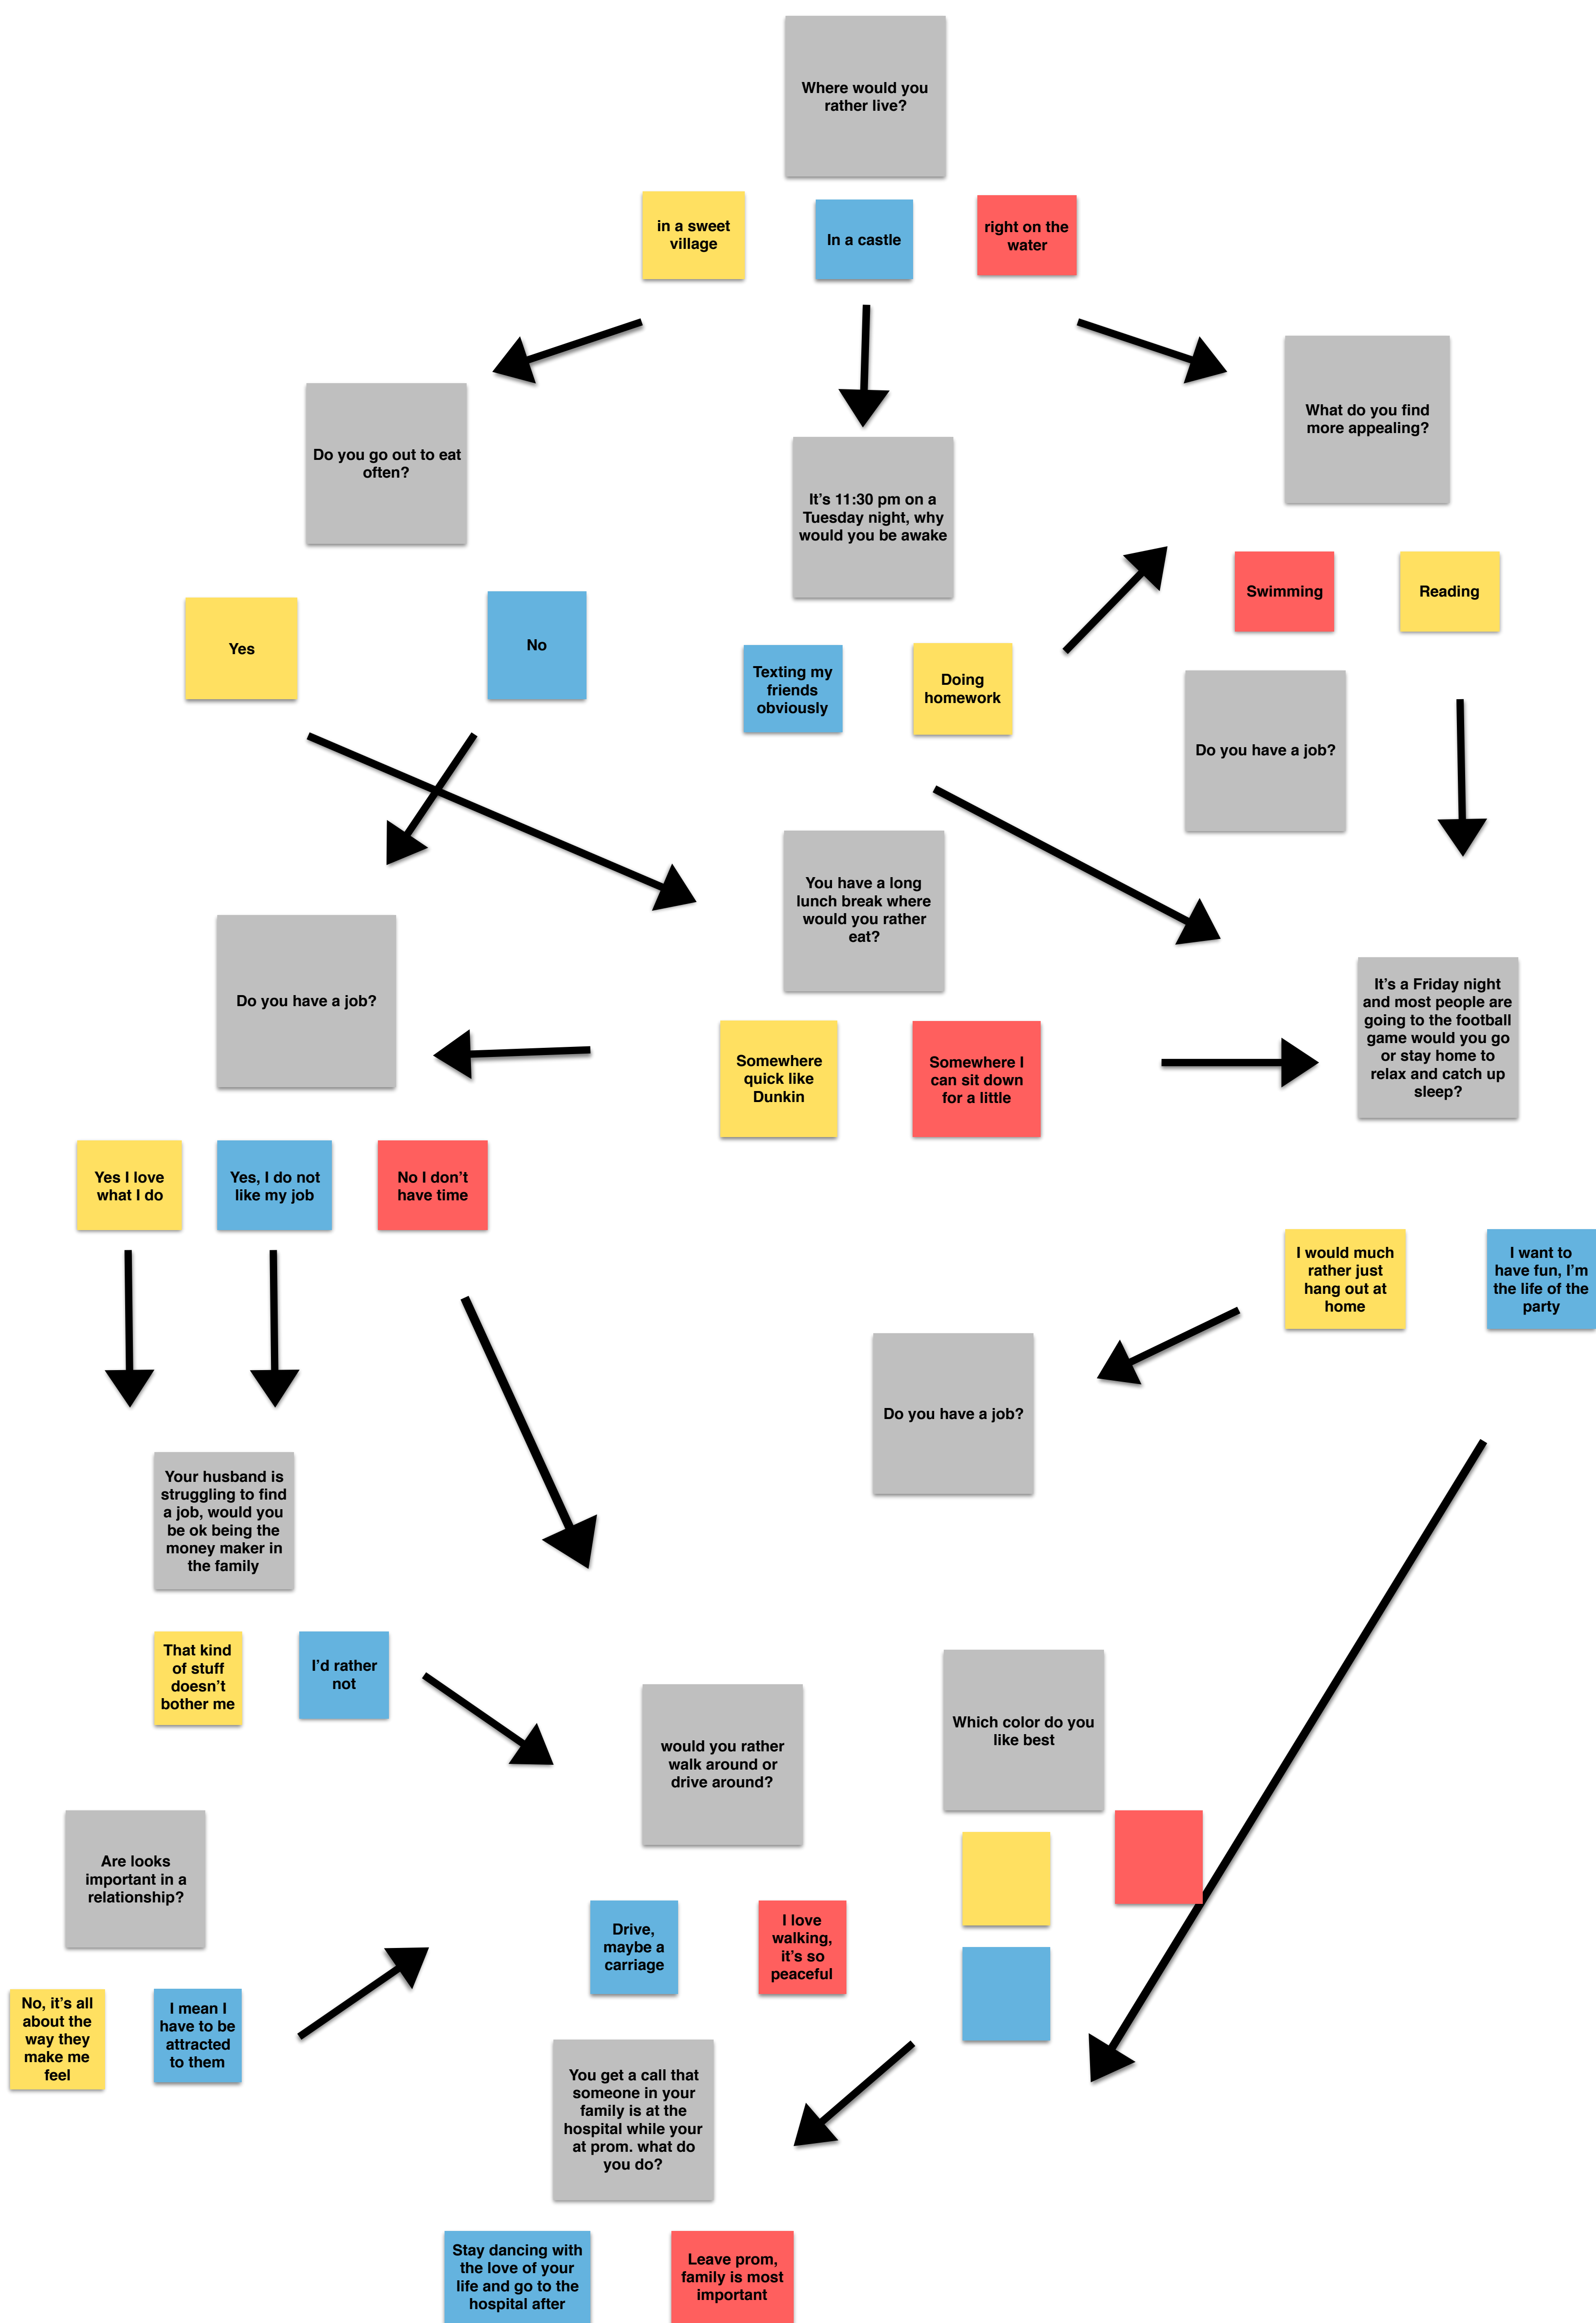 Where would you
rather live?
in a sweet
village
In a castle
right on the
water
Do you go out to eat
often?
It's 11:30 pm on a
Tuesday night, why
would you be awake
What do you find
more appealing?
Yes
No
Texting my
friends
obviously
Doing
homework
Swimming
Reading
Do you have a job?
You have a long
lunch break where
would you rather
eat?
Do you have a job?
Somewhere
quick like
Dunkin
Somewhere I
can sit down
for a little
It's a Friday night
and most people are
going to the football
game would you go
or stay home to
relax and catch up
sleep?
Yes I love
what I do
Yes, I do not
like my job
No I don't
have time
I would much
rather just
hang out at
home
I want to
have fun, I'm
the life of the
party
Do you have a job?
Your husband is
struggling to find
a job, would you
be ok being the
money maker in
the family
That kind
of stuff
doesn't
bother me
I'd rather
not
would you rather
walk around or
drive around?
Which color do you
like best
Are looks
important in a
relationship?
Drive,
maybe a
carriage
I love
walking,
it's so
peaceful
No, it's all
about the
way they
make me
feel
I mean I
have to be
attracted
to them
You get a call that
someone in your
family is at the
hospital while your
at prom. what do
you do?
Stay dancing with
the love of your
life and go to the
hospital after
Leave prom,
family is most
important